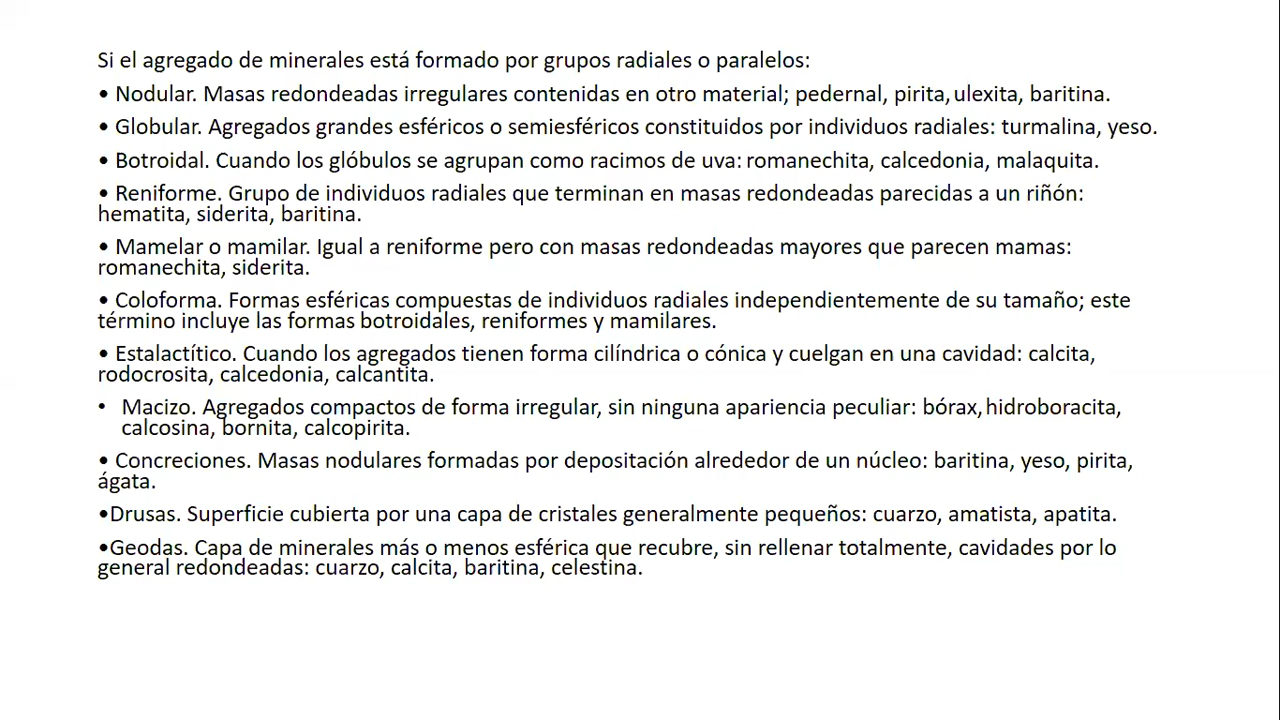 Si el agregado de minerales está formado por grupos radiales o paralelos:
• Nodular. Masas redondeadas irregulares contenidas en otro material; pedernal, pirita, ulexita, baritina.
• Globular. Agregados grandes esféricos o semiesféricos constituidos por individuos radiales: turmalina, yeso.
• Botroidal. Cuando los glóbulos se agrupan como racimos de uva: romanechita, calcedonia, malaquita.
• Reniforme. Grupo de individuos radiales que terminan en masas redondeadas parecidas a un riñón:
hematita, siderita, baritina.
• Mamelar o mamilar. Igual a reniforme pero con masas redondeadas mayores que parecen mamas:
romanechita, siderita.
• Coloforma. Formas esféricas compuestas de individuos radiales independientemente de su tamaño; este
término incluye las formas botroidales, reniformes y mamilares.
• Estalactítico. Cuando los agregados tienen forma cilíndrica o cónica y cuelgan en una cavidad: calcita,
rodocrosita, calcedonia, calcantita.
• Macizo. Agregados compactos de forma irregular, sin ninguna apariencia peculiar: bórax, hidroboracita,
calcosina, bornita, calcopirita.
• Concreciones. Masas nodulares formadas por depositación alrededor de un núcleo: baritina, yeso, pirita,
ágata.
•Drusas. Superficie cubierta por una capa de cristales generalmente pequeños: cuarzo, amatista, apatita.
•Geodas. Capa de minerales más o menos esférica que recubre, sin rellenar totalmente, cavidades por lo
general redondeadas: cuarzo, calcita, baritina, celestina.